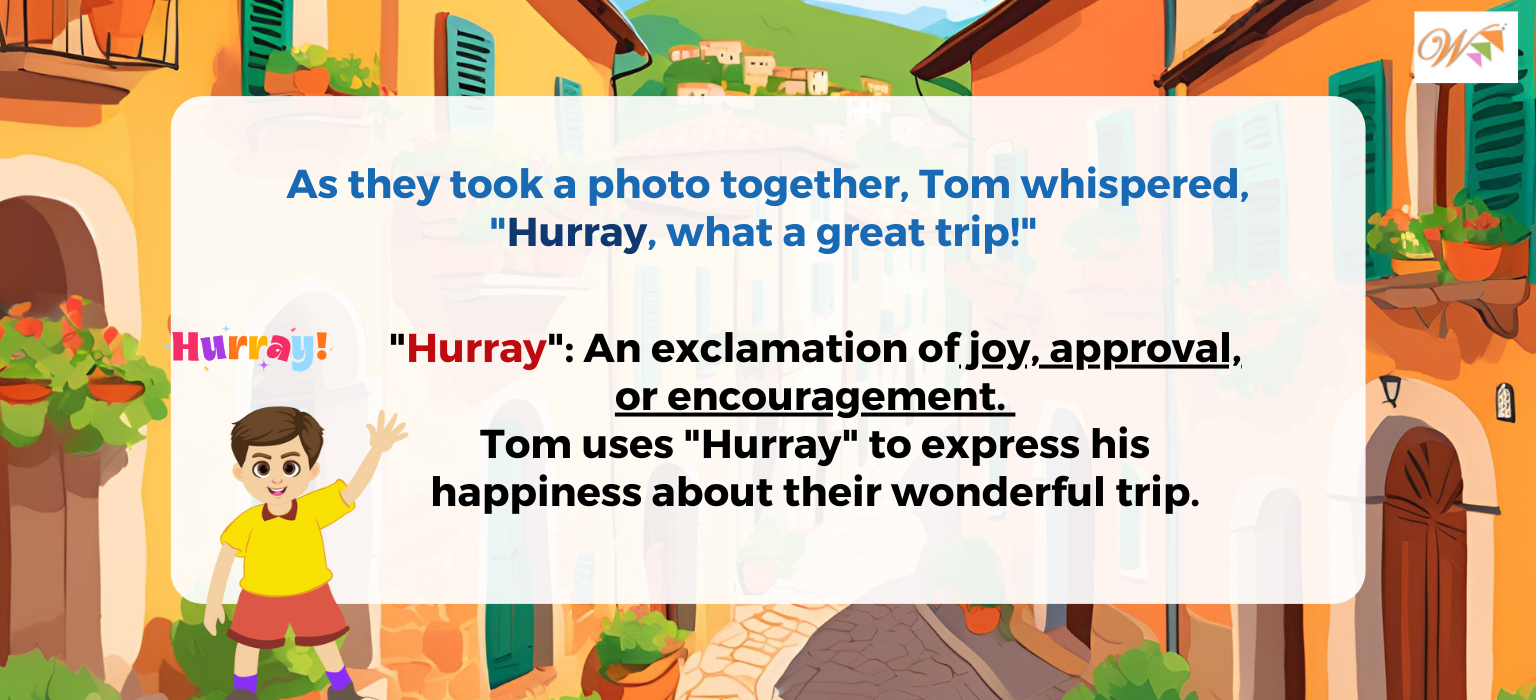 W
As they took a photo together, Tom whispered,
"Hurray, what a great trip!"
Hurray!
"Hurray": An exclamation of joy, approval,
or encouragement.
Tom uses "Hurray" to express his
happiness about their wonderful trip.